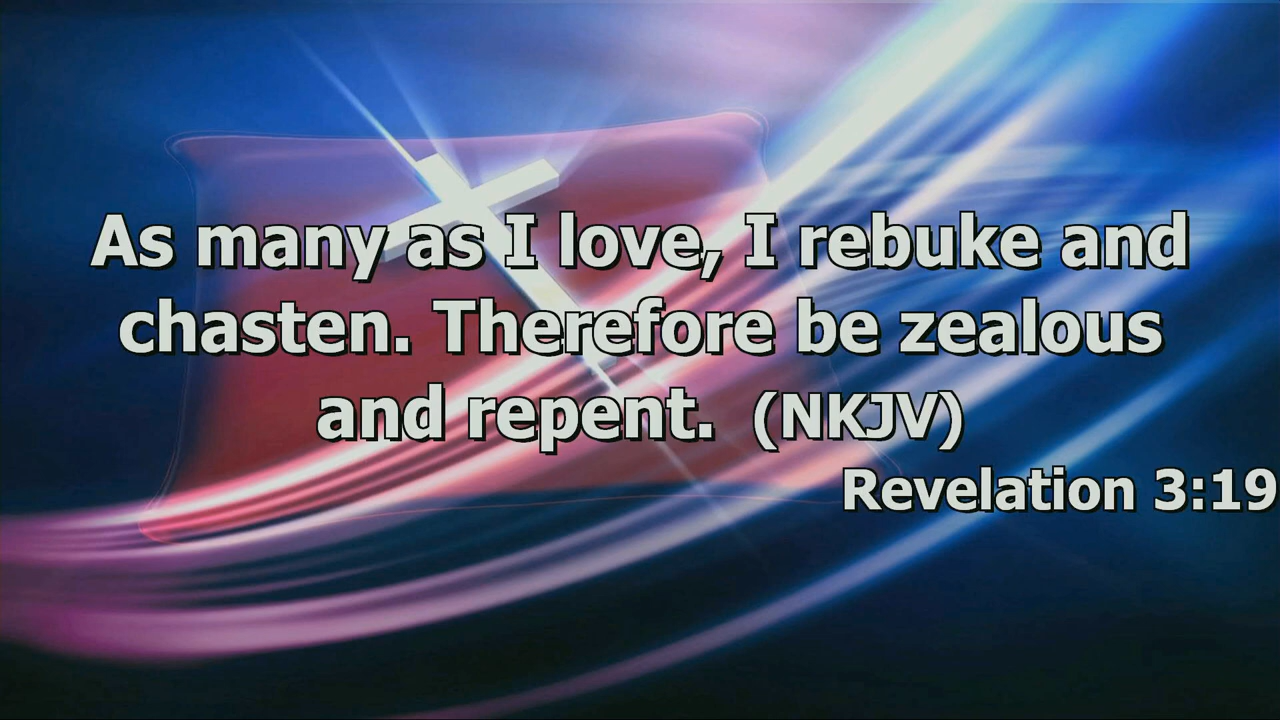 As many as I love, I rebuke and
chasten. Therefore be zealous
and repent. (NKJV)
Revelation 3:19